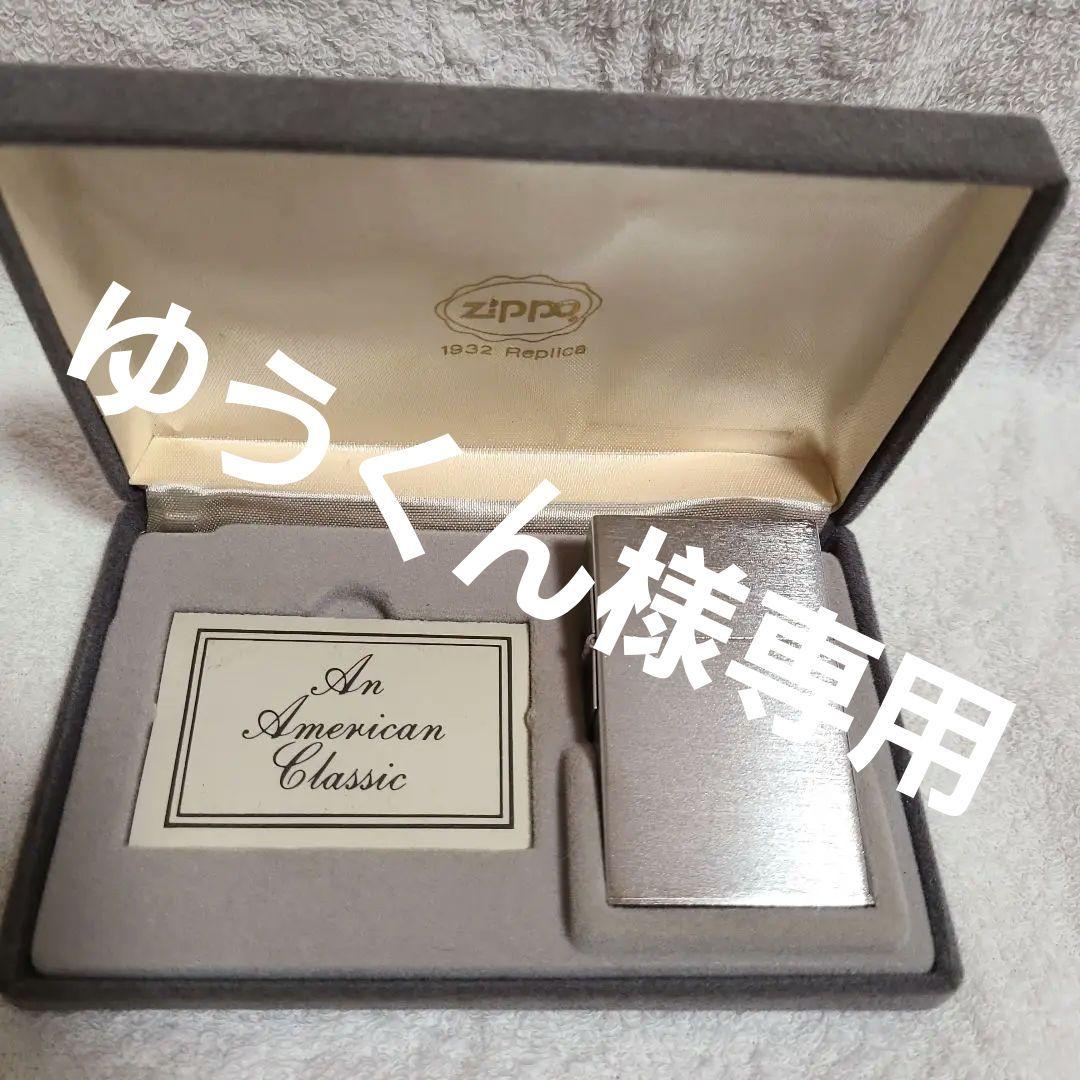 zippo
1932 Replica
ゆうくん様専用
An
American
Classic